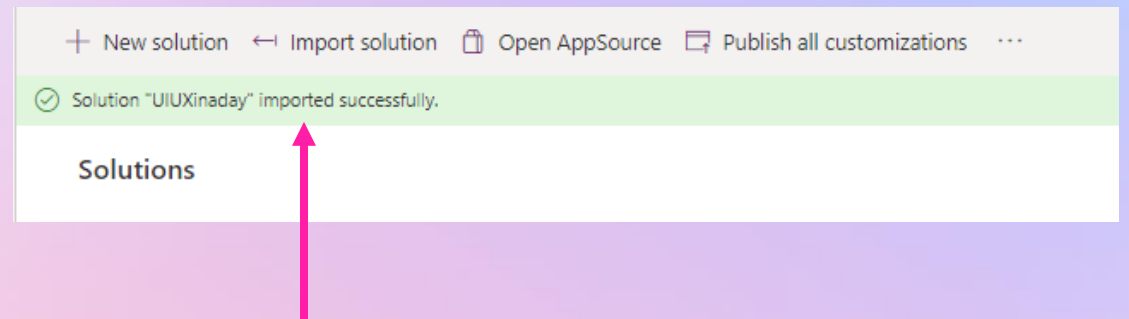 New solution Import solution Open AppSource Publish all customizations ...
Solution "UIUXinaday" imported successfully.
Solutions